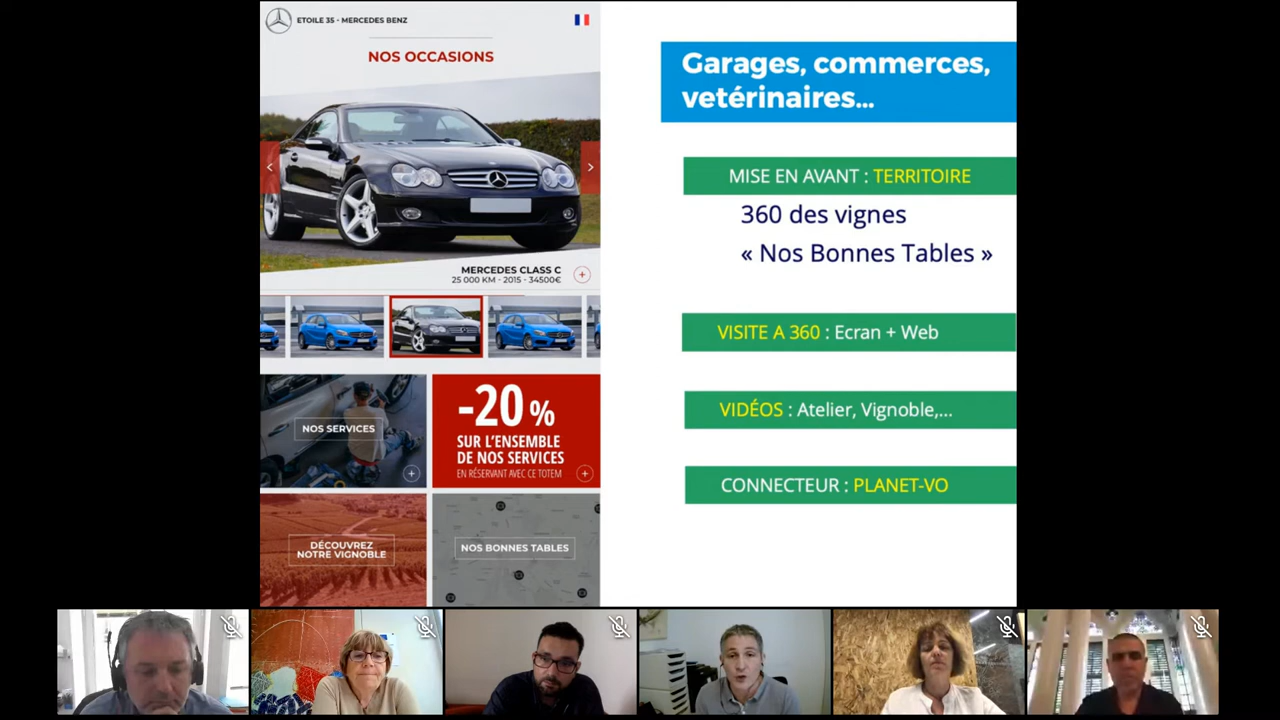 ETOILE 35 - MERCEDES BENZ
NOS OCCASIONS
MERCEDES CLASS C
25 000 KM - 2015 - 34500€
NOS SERVICES
-20 %
SUR L'ENSEMBLE
DE NOS SERVICES
EN RÉSERVANT AVEC CE TOTEM
DÉCOUVREZ
NOTRE VIGNOBLE
NOS BONNES TABLES
Garages, commerces,
vetérinaires...
MISE EN AVANT : TERRITOIRE
360 des vignes
« Nos Bonnes Tables »
VISITE A 360 : Ecran + Web
VIDÉOS : Atelier, Vignoble,...
CONNECTEUR : PLANET-VO